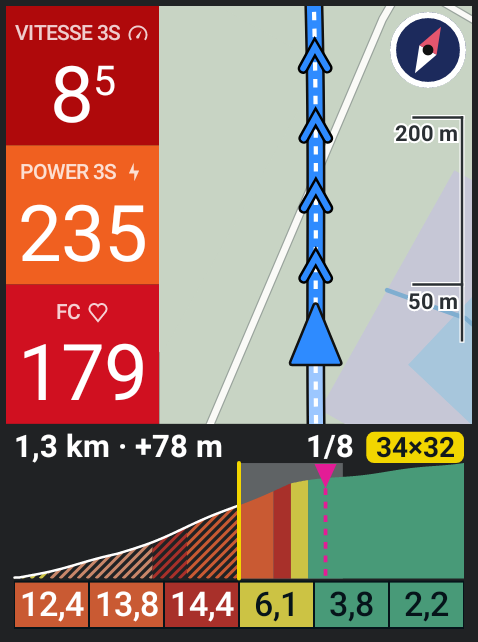 VITESSE 3S
8⁵
POWER 3S
235
FC
179
200 m
50 m
1,3 km · +78 m
1/8
34×32
12,4
13,8
14,4
6,1
3,8
2,2